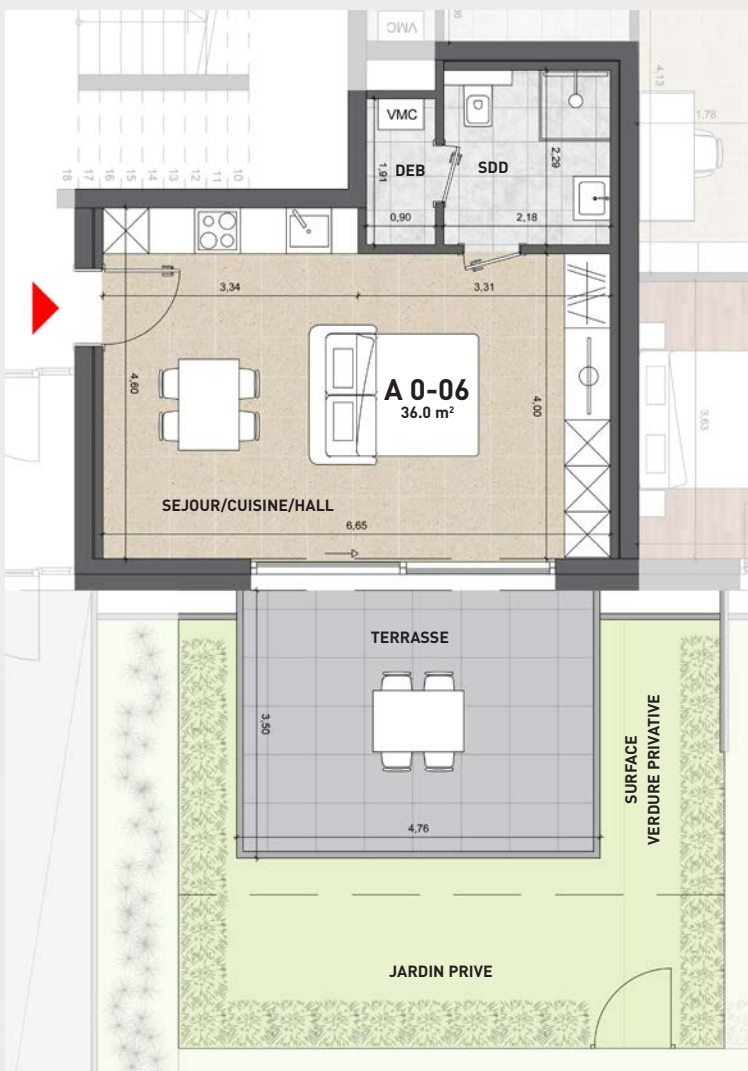 VMC
4,13
1,78
VMC
DEB
SDD
1,91
2,29
0,90
2,18
18
17
16
15
14
13
12
11
10
3,34
3,31
4,60
A 0-06
36.0 m²
4,00
3,63
SEJOUR/CUISINE/HALL
6,65
TERRASSE
3,50
SURFACE
VERDURE PRIVATIVE
4,76
JARDIN PRIVE